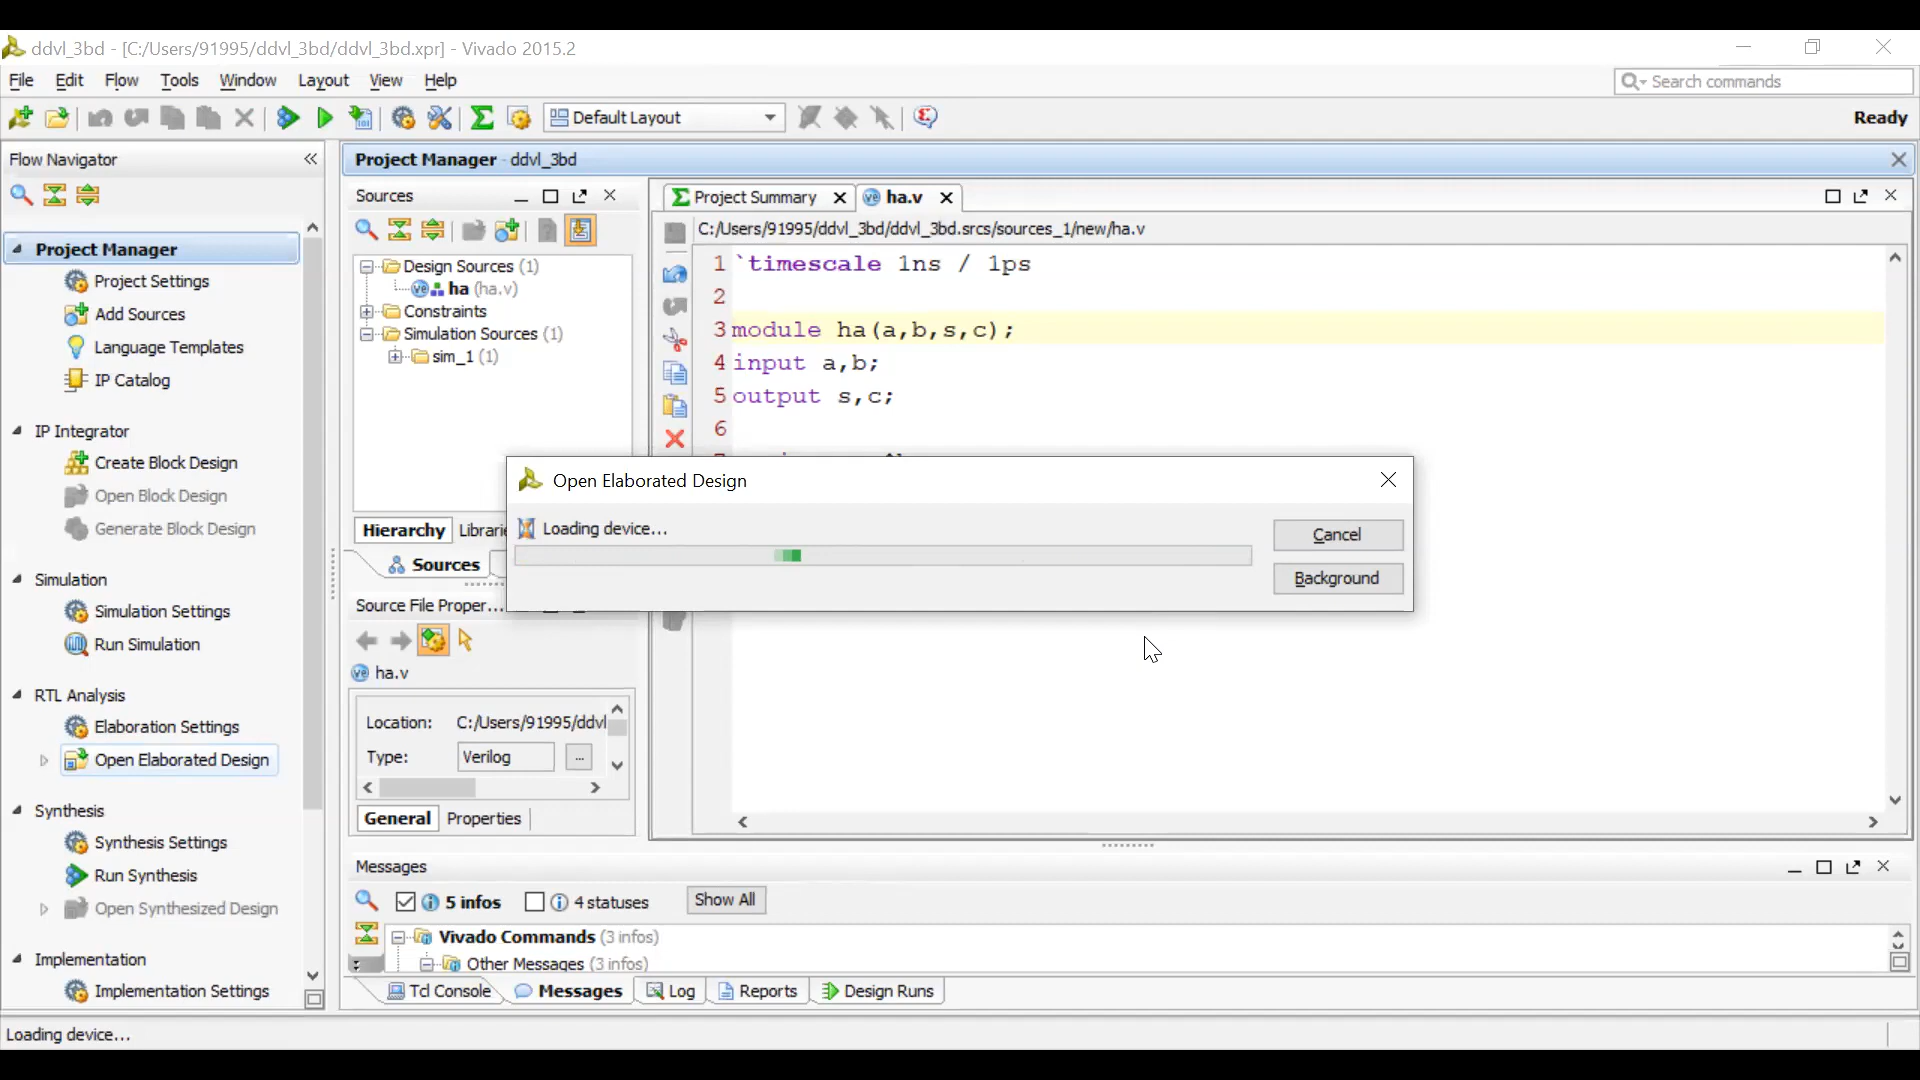 ddvl_3bd - [C:/Users/91995/ddvl_3bd/ddvl_3bd.xpr] - Vivado 2015.2
File Edit Flow Tools Window Layout View Help
Search commands
Default Layout
Ready
Flow Navigator
Project Manager - ddvl_3bd
Sources
Project Summary
ha.v
C:/Users/91995/ddvl_3bd/ddvl_3bd.srcs/sources_1/new/ha.v
Project Manager
Project Settings
Add Sources
Language Templates
IP Catalog
IP Integrator
Create Block Design
Open Block Design
Generate Block Design
Simulation
Simulation Settings
Run Simulation
RTL Analysis
Elaboration Settings
Open Elaborated Design
Synthesis
Synthesis Settings
Run Synthesis
Open Synthesized Design
Implementation
Implementation Settings
Design Sources (1)
ha (ha.v)
Constraints
Simulation Sources (1)
sim_1 (1)
Hierarchy
Sources
1 `timescale 1ns / 1ps
2
3 module ha(a,b,s,c);
4 input a,b;
5 output s,c;
6
Open Elaborated Design
Loading device...
Cancel
Background
Source File Proper...
ha.v
Location: C:/Users/91995/ddvl
Type: Verilog ...
General Properties
Messages
5 infos 4 statuses Show All
Vivado Commands (3 infos)
Other Messages (3 infos)
Tcl Console Messages Log Reports Design Runs
Loading device...